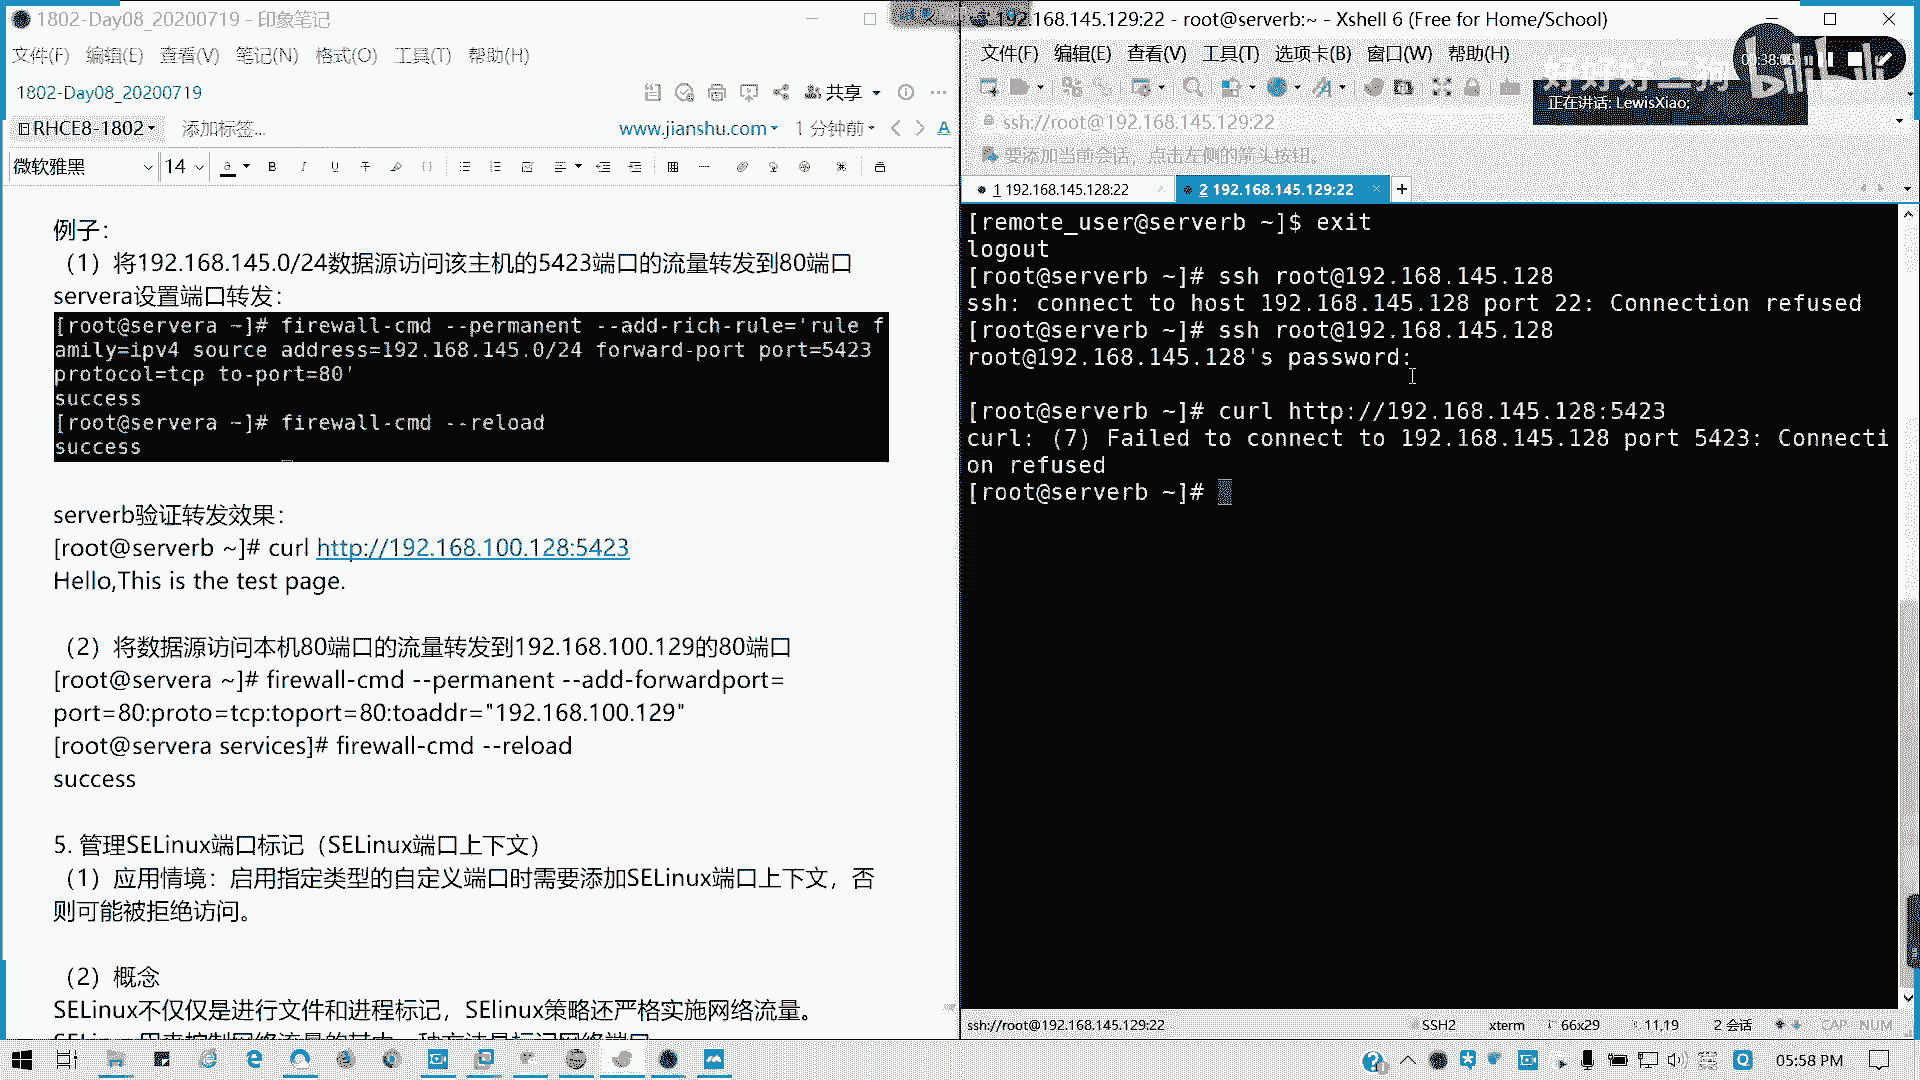 1802-Day08_20200719 - 印象笔记
文件(F) 编辑(E) 查看(V) 笔记(N) 格式(O) 工具(T) 帮助(H)
1802-Day08_20200719
共享
RHCE8-1802
添加标签...
www.jianshu.com
1 分钟前
微软雅黑
14
例子：
（1）将192.168.145.0/24数据源访问该主机的5423端口的流量转发到80端口
servera设置端口转发：
[root@servera ~]# firewall-cmd --permanent --add-rich-rule='rule f
amily=ipv4 source address=192.168.145.0/24 forward-port port=5423
protocol=tcp to-port=80'
success
[root@servera ~]# firewall-cmd --reload
success
serverb验证转发效果：
[root@serverb ~]# curl http://192.168.100.128:5423
Hello,This is the test page.
（2）将数据源访问本机80端口的流量转发到192.168.100.129的80端口
[root@servera ~]# firewall-cmd --permanent --add-forwardport=
port=80:proto=tcp:toport=80:toaddr="192.168.100.129"
[root@servera services]# firewall-cmd --reload
success
5. 管理SELinux端口标记（SELinux端口上下文）
（1）应用情境：启用指定类型的自定义端口时需要添加SELinux端口上下文，否
则可能被拒绝访问。
（2）概念
SELinux不仅仅是进行文件和进程标记，SElinux策略还严格实施网络流量。
192.168.145.129:22 - root@serverb:~ - Xshell 6 (Free for Home/School)
文件(F) 编辑(E) 查看(V) 工具(T) 选项卡(B) 窗口(W) 帮助(H)
bilibili
正在讲话: LewisXiao;
ssh://root@192.168.145.129:22
要添加当前会话，点击左侧的箭头按钮。
1 192.168.145.128:22
2 192.168.145.129:22
[remote_user@serverb ~]$ exit
logout
[root@serverb ~]# ssh root@192.168.145.128
ssh: connect to host 192.168.145.128 port 22: Connection refused
[root@serverb ~]# ssh root@192.168.145.128
root@192.168.145.128's password:
[root@serverb ~]# curl http://192.168.145.128:5423
curl: (7) Failed to connect to 192.168.145.128 port 5423: Connecti
on refused
[root@serverb ~]#
ssh://root@192.168.145.129:22
SSH2
xterm
66x29
11,19
2 会话
CAP NUM
05:58 PM